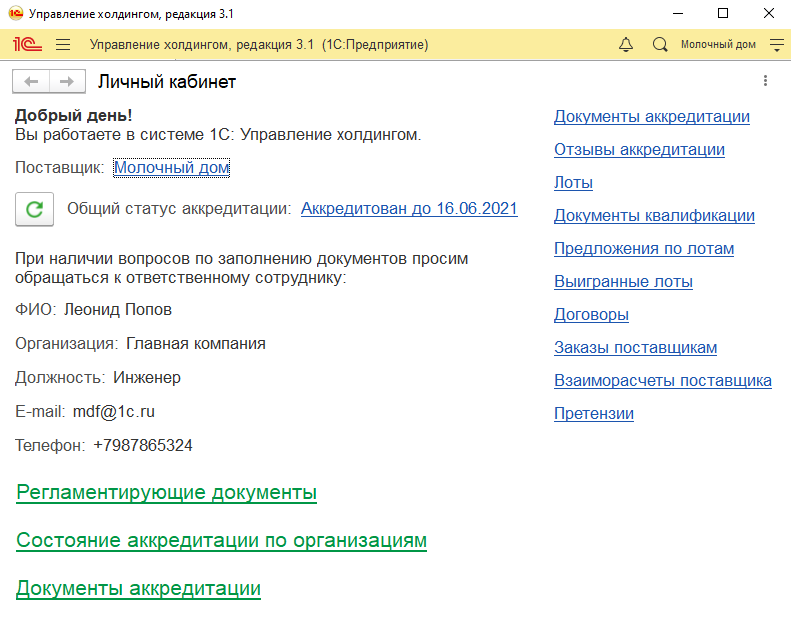 Управление холдингом, редакция 3.1
Управление холдингом, редакция 3.1 (1С:Предприятие)
Молочный дом
Личный кабинет
Добрый день!
Вы работаете в системе 1С: Управление холдингом.
Поставщик: Молочный дом
Общий статус аккредитации: Аккредитован до 16.06.2021
При наличии вопросов по заполнению документов просим
обращаться к ответственному сотруднику:
ФИО: Леонид Попов
Организация: Главная компания
Должность: Инженер
E-mail: mdf@1c.ru
Телефон: +7987865324
Регламентирующие документы
Состояние аккредитации по организациям
Документы аккредитации
Документы аккредитации
Отзывы аккредитации
Лоты
Документы квалификации
Предложения по лотам
Выигранные лоты
Договоры
Заказы поставщикам
Взаиморасчеты поставщика
Претензии